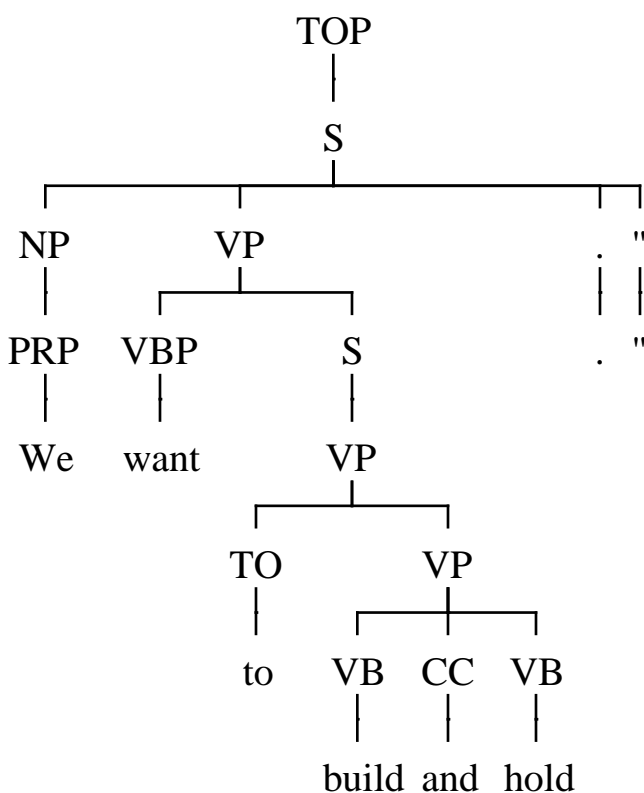 TOP
S
NP VP . "
PRP VBP S . "
We want VP
TO VP
to VB CC VB
build and hold